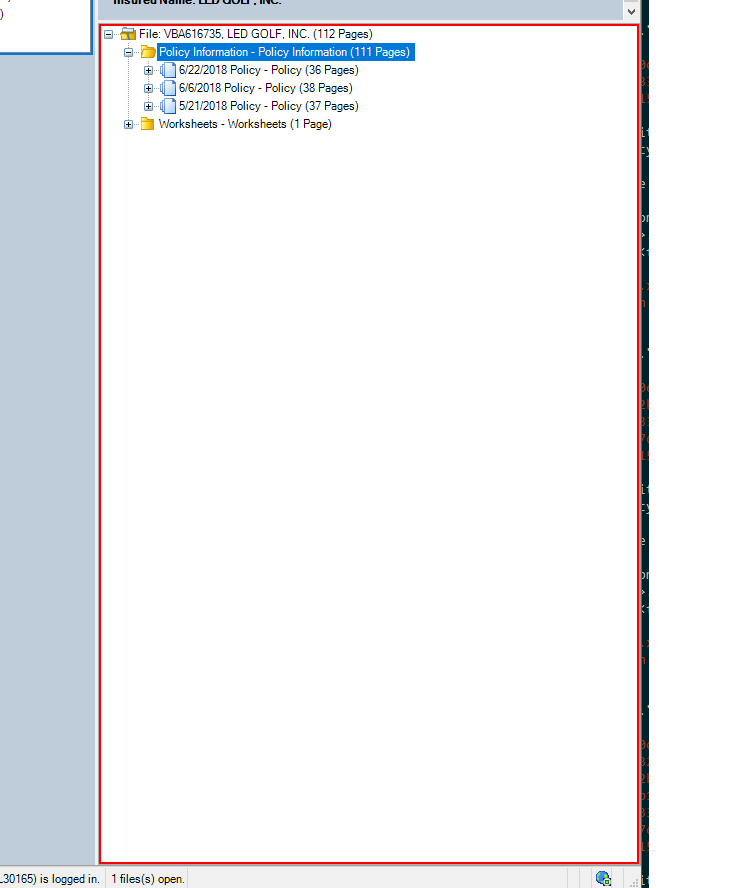 Insured Name: LED GOLF, INC.
)
File: VBA616735, LED GOLF, INC. (112 Pages)
Policy Information - Policy Information (111 Pages)
6/22/2018 Policy - Policy (36 Pages)
6/6/2018 Policy - Policy (38 Pages)
5/21/2018 Policy - Policy (37 Pages)
Worksheets - Worksheets (1 Page)
L30165) is logged in.
1 files(s) open.